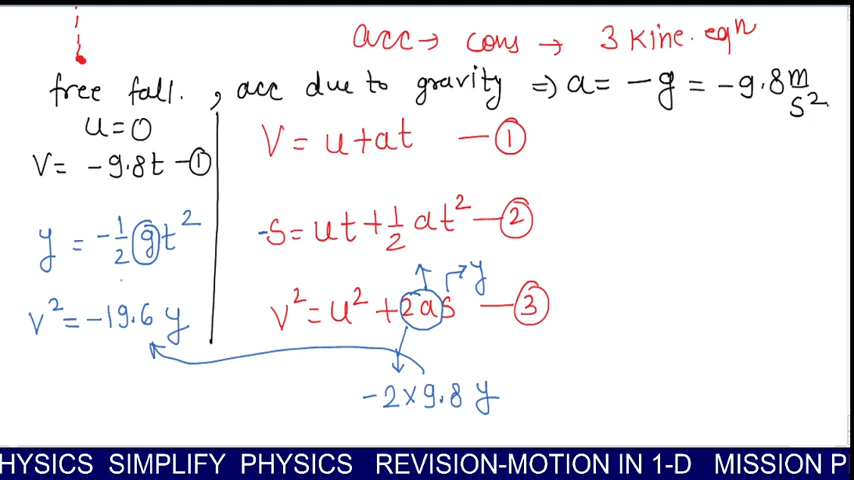 acc → cons → 3 kine. eqⁿ
free fall. , acc due to gravity ⇒ a = -g = -9.8 m/s²
u = 0
v = -9.8t - ①
y = -1/2 gt²
v² = -19.6 y
v = u + at - ①
-s = ut + 1/2 at² - ②
y
v² = u² + 2as - ③
-2 × 9.8 y
HYSICS SIMPLIFY PHYSICS REVISION-MOTION IN 1-D MISSION P